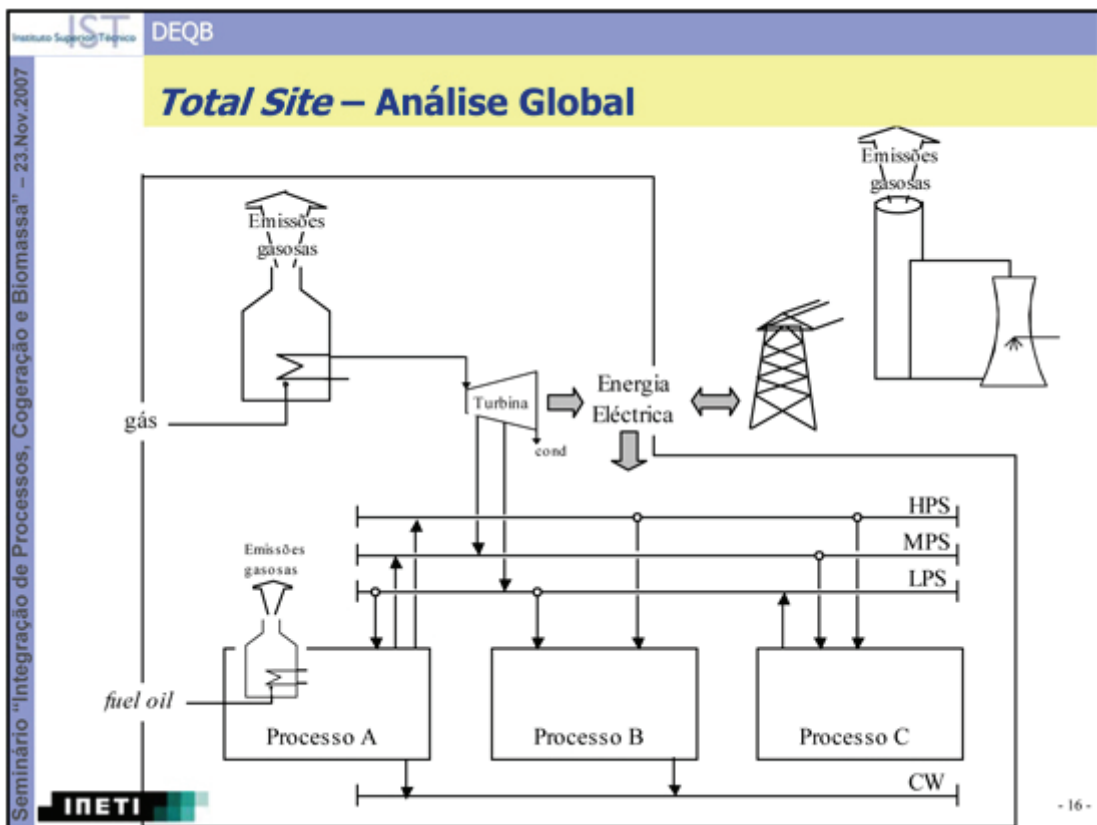 Instituto Superior Técnico
IST
DEQB
Seminário "Integração de Processos, Cogeração e Biomassa" – 23.Nov.2007
Total Site – Análise Global
Emissões
gasosas
Emissões
gasosas
gás
Turbina
cond
Energia
Eléctrica
HPS
MPS
LPS
Emissões
gasosas
fuel oil
Processo A
Processo B
Processo C
CW
INETI
- 16 -